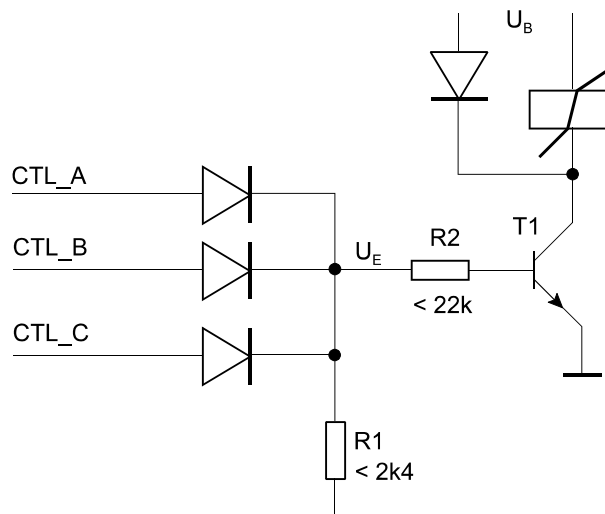 U_B
CTL_A
T1
R2
CTL_B
U_E
< 22k
CTL_C
R1
< 2k4